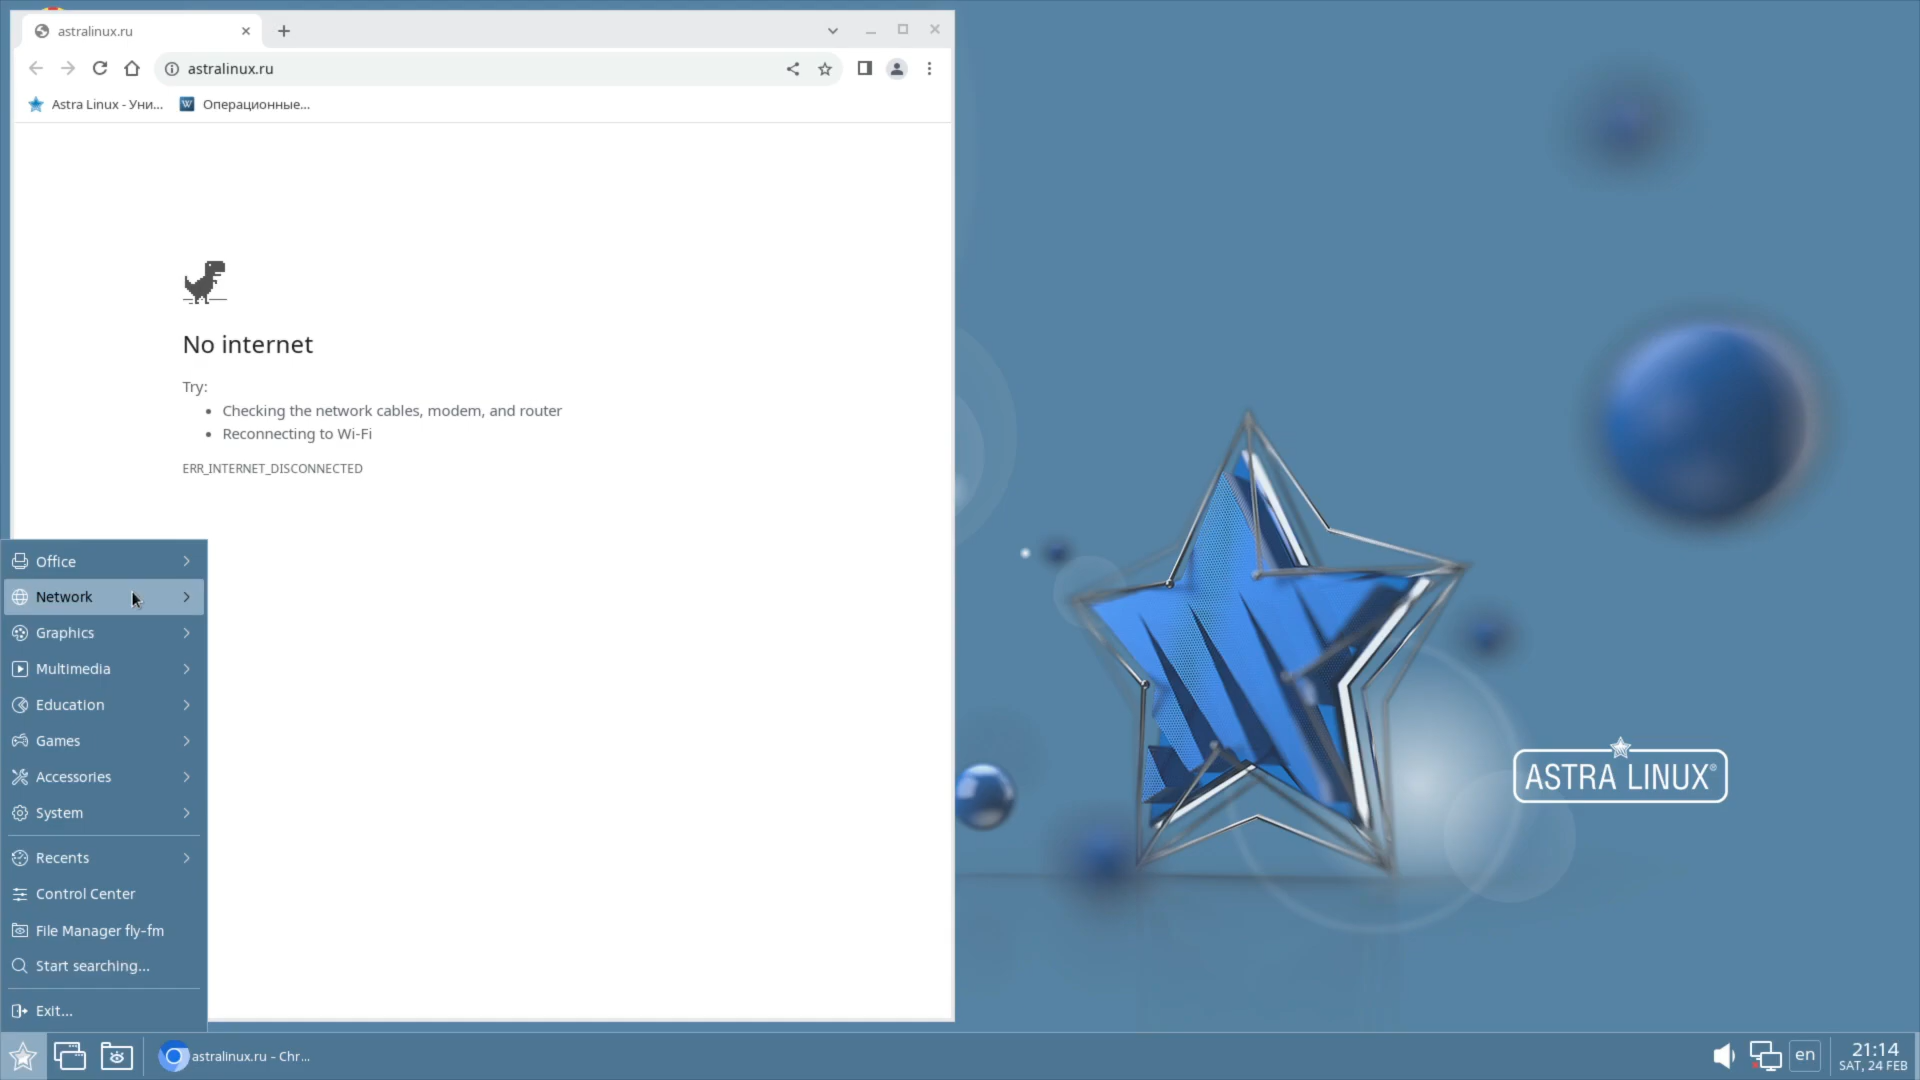 astralinux.ru
astralinux.ru
Astra Linux - Уни...
Операционные...
No internet
Try:
Checking the network cables, modem, and router
Reconnecting to Wi-Fi
ERR_INTERNET_DISCONNECTED
Office
Network
Graphics
Multimedia
Education
Games
Accessories
System
Recents
Control Center
File Manager fly-fm
Start searching...
Exit...
ASTRA LINUX®
astralinux.ru – Chr...
en
21:14
SAT, 24 FEB